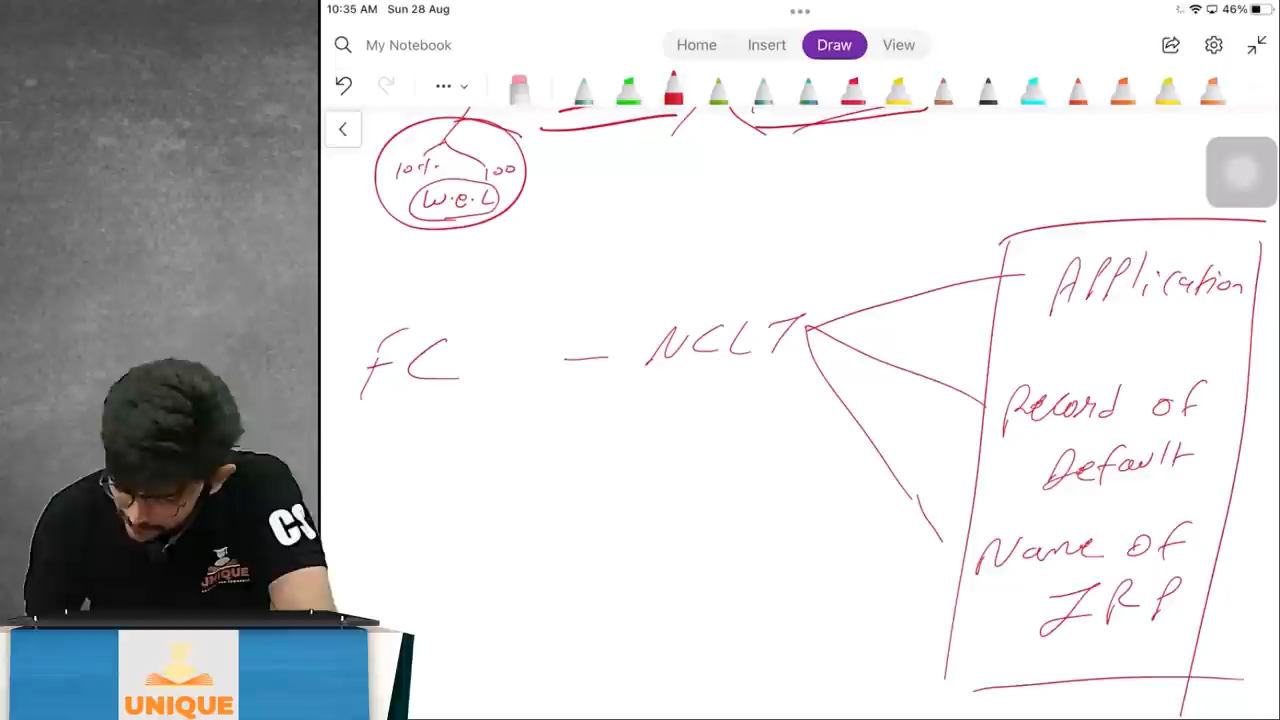 10:35 AM Sun 28 Aug
46%
My Notebook
Home Insert Draw View
10% 100
W.e.L
Application
FC — NCLT
Record of
Default
Name of
IRP
CS
UNIQUE
UNIQUE